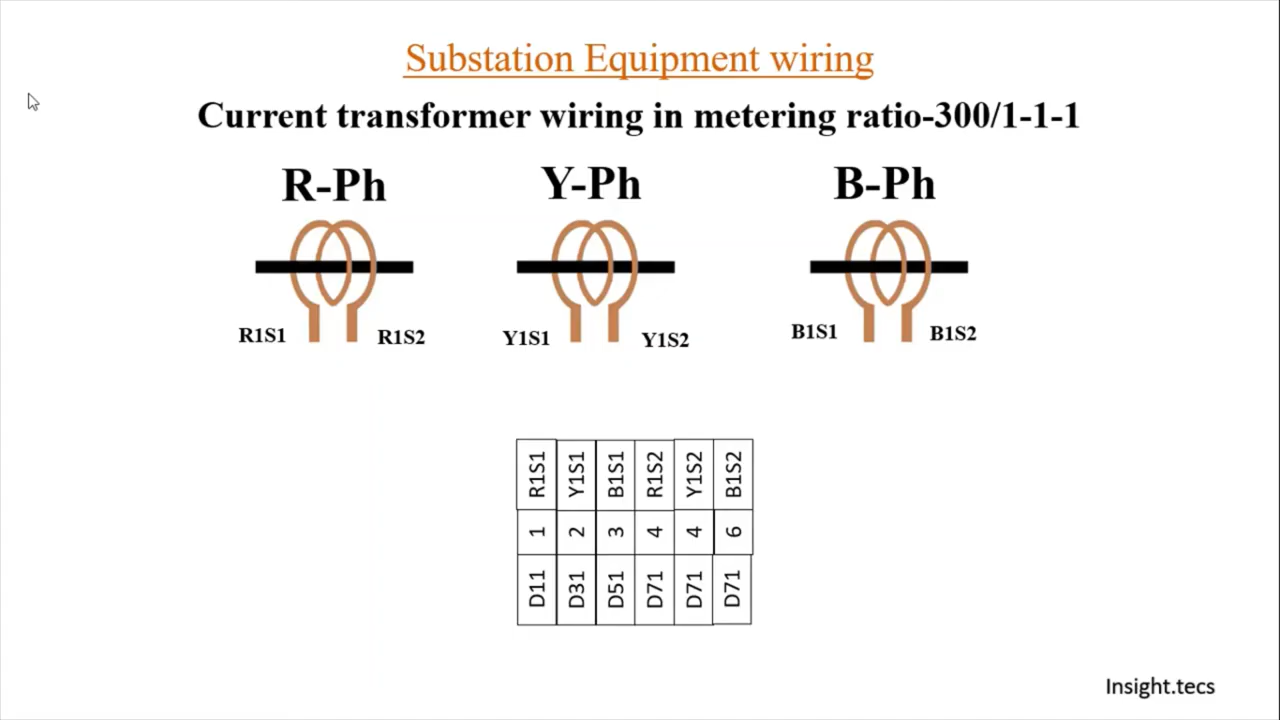 Substation Equipment wiring
Current transformer wiring in metering ratio-300/1-1-1
R-Ph Y-Ph B-Ph
R1S1 R1S2 Y1S1 Y1S2 B1S1 B1S2
R1S1 Y1S1 B1S1 R1S2 Y1S2 B1S2
1 2 3 4 4 6
D11 D31 D51 D71 D71 D71
Insight.tecs